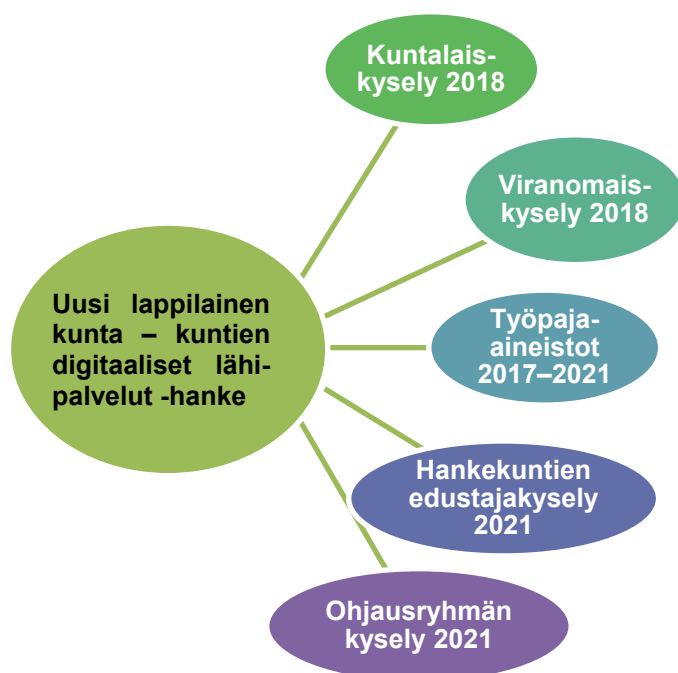 Kuntalais-
kysely 2018
Viranomais-
kysely 2018
Uusi lappilainen
kunta – kuntien
digitaaliset lähi-
palvelut -hanke
Työpaja-
aineistot
2017–2021
Hankekuntien
edustajakysely
2021
Ohjausryhmän
kysely 2021